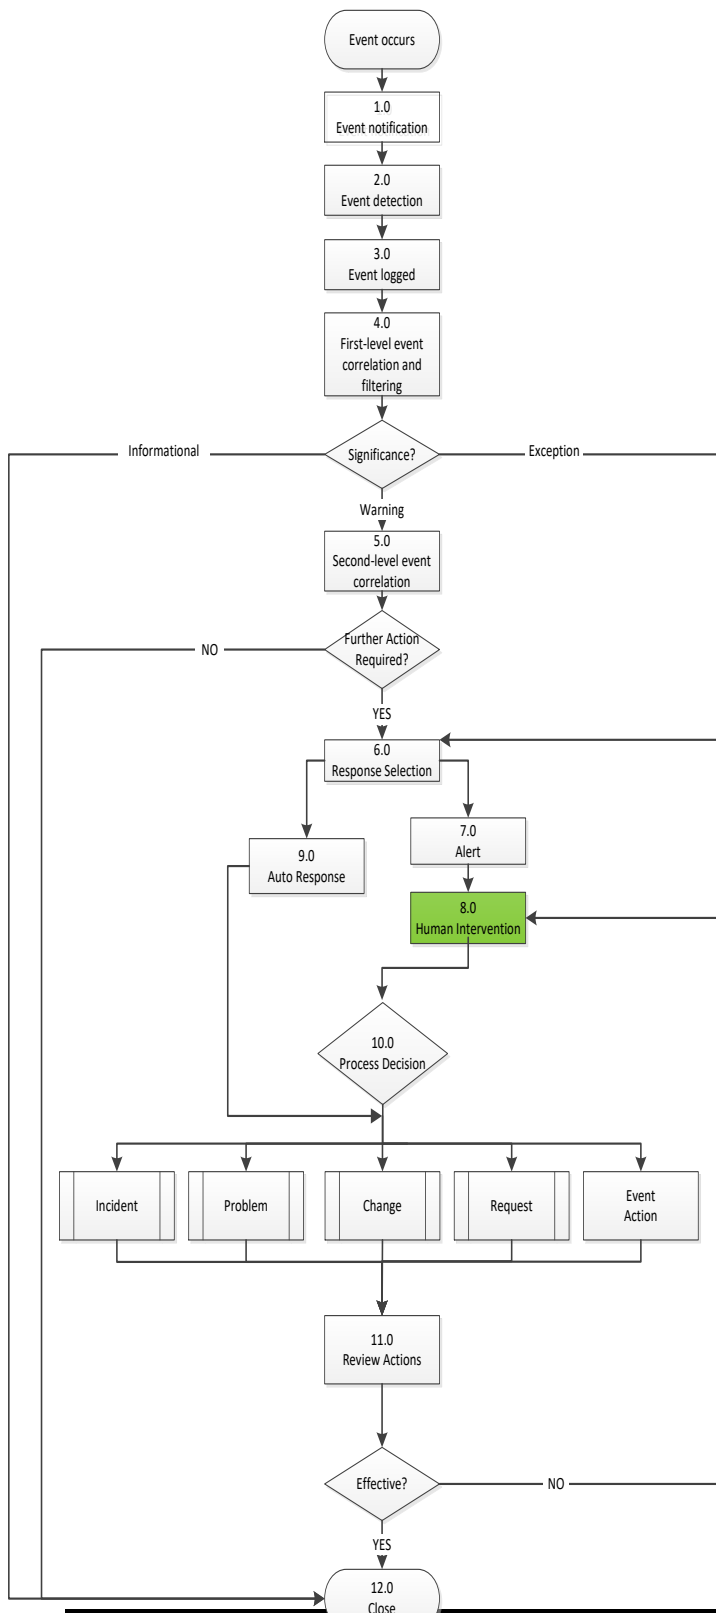 Event occurs
1.0
Event notification
2.0
Event detection
3.0
Event logged
4.0
First-level event
correlation and
filtering
Informational
Significance?
Exception
Warning
5.0
Second-level event
correlation
NO
Further Action
Required?
YES
6.0
Response Selection
7.0
Alert
9.0
Auto Response
8.0
Human Intervention
10.0
Process Decision
Incident
Problem
Change
Request
Event
Action
11.0
Review Actions
Effective?
NO
YES
12.0
Close